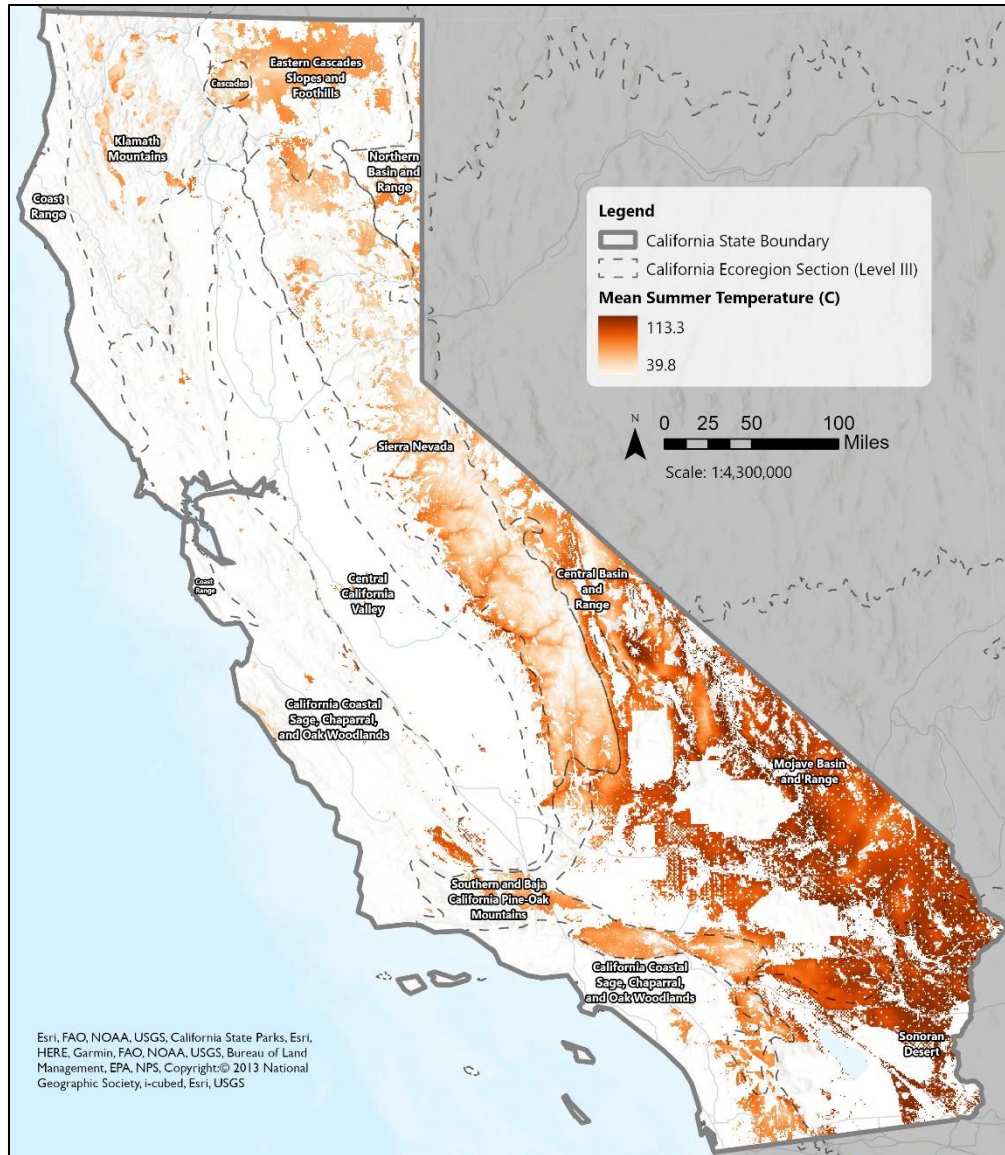 Eastern Cascades
Slopes and
Foothills
Cascades
Klamath
Mountains
Northern
Basin and
Range
Coast
Range
Legend
California State Boundary
California Ecoregion Section (Level III)
Mean Summer Temperature (C)
113.3
39.8
N
0 25 50 100
Miles
Scale: 1:4,300,000
Sierra Nevada
Central Basin
and
Range
Coast
Range
Central
California
Valley
California Coastal
Sage, Chaparral,
and Oak Woodlands
Mojave Basin
and Range
Southern and Baja
California Pine-Oak
Mountains
California Coastal
Sage, Chaparral,
and Oak Woodlands
Sonoran
Desert
Esri, FAO, NOAA, USGS, California State Parks, Esri,
HERE, Garmin, FAO, NOAA, USGS, Bureau of Land
Management, EPA, NPS, Copyright:© 2013 National
Geographic Society, i-cubed, Esri, USGS